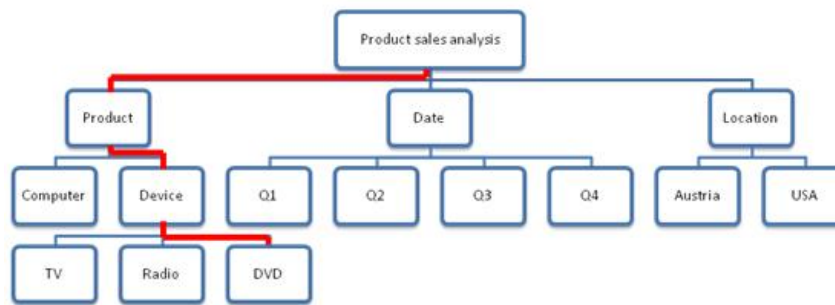 Product sales analysis
Product
Date
Location
Computer
Device
Q1
Q2
Q3
Q4
Austria
USA
TV
Radio
DVD